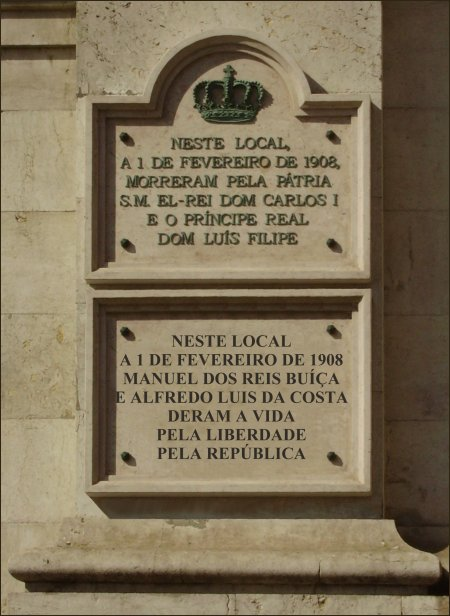 NESTE LOCAL,
A 1 DE FEVEREIRO DE 1908,
MORRERAM PELA PÁTRIA
S.M. EL-REI DOM CARLOS I
E O PRÍNCIPE REAL
DOM LUÍS FILIPE
NESTE LOCAL
A 1 DE FEVEREIRO DE 1908
MANUEL DOS REIS BUÍÇA
E ALFREDO LUIS DA COSTA
DERAM A VIDA
PELA LIBERDADE
PELA REPÚBLICA